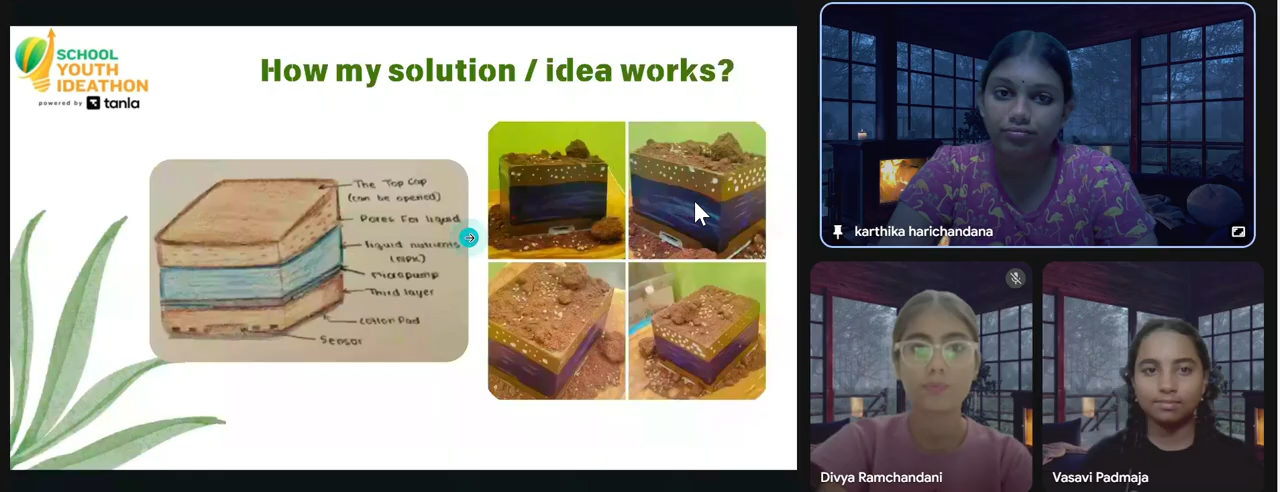 SCHOOL
YOUTH
IDEATHON
powered by tanla
How my solution / idea works?
The Top Cap
(can be opened)
Pores For liquid
liquid nutrients
(NPK)
Micropump
Third layer
Cotton Pad
Sensor
karthika harichandana
Divya Ramchandani
Vasavi Padmaja